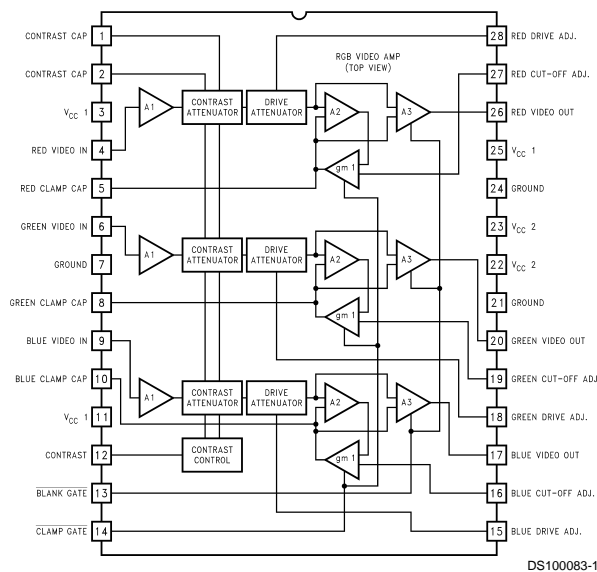 CONTRAST CAP 1
CONTRAST CAP 2
VCC 1 3
RED VIDEO IN 4
RED CLAMP CAP 5
GREEN VIDEO IN 6
GROUND 7
GREEN CLAMP CAP 8
BLUE VIDEO IN 9
BLUE CLAMP CAP 10
VCC 1 11
CONTRAST 12
BLANK GATE 13
CLAMP GATE 14
RGB VIDEO AMP
(TOP VIEW)
A1
CONTRAST
ATTENUATOR
DRIVE
ATTENUATOR
A2
A3
gm 1
A1
CONTRAST
ATTENUATOR
DRIVE
ATTENUATOR
A2
A3
gm 1
A1
CONTRAST
ATTENUATOR
DRIVE
ATTENUATOR
A2
A3
gm 1
CONTRAST
CONTROL
28 RED DRIVE ADJ.
27 RED CUT-OFF ADJ.
26 RED VIDEO OUT
25 VCC 1
24 GROUND
23 VCC 2
22 VCC 2
21 GROUND
20 GREEN VIDEO OUT
19 GREEN CUT-OFF ADJ
18 GREEN DRIVE ADJ.
17 BLUE VIDEO OUT
16 BLUE CUT-OFF ADJ.
15 BLUE DRIVE ADJ.
DS100083-1